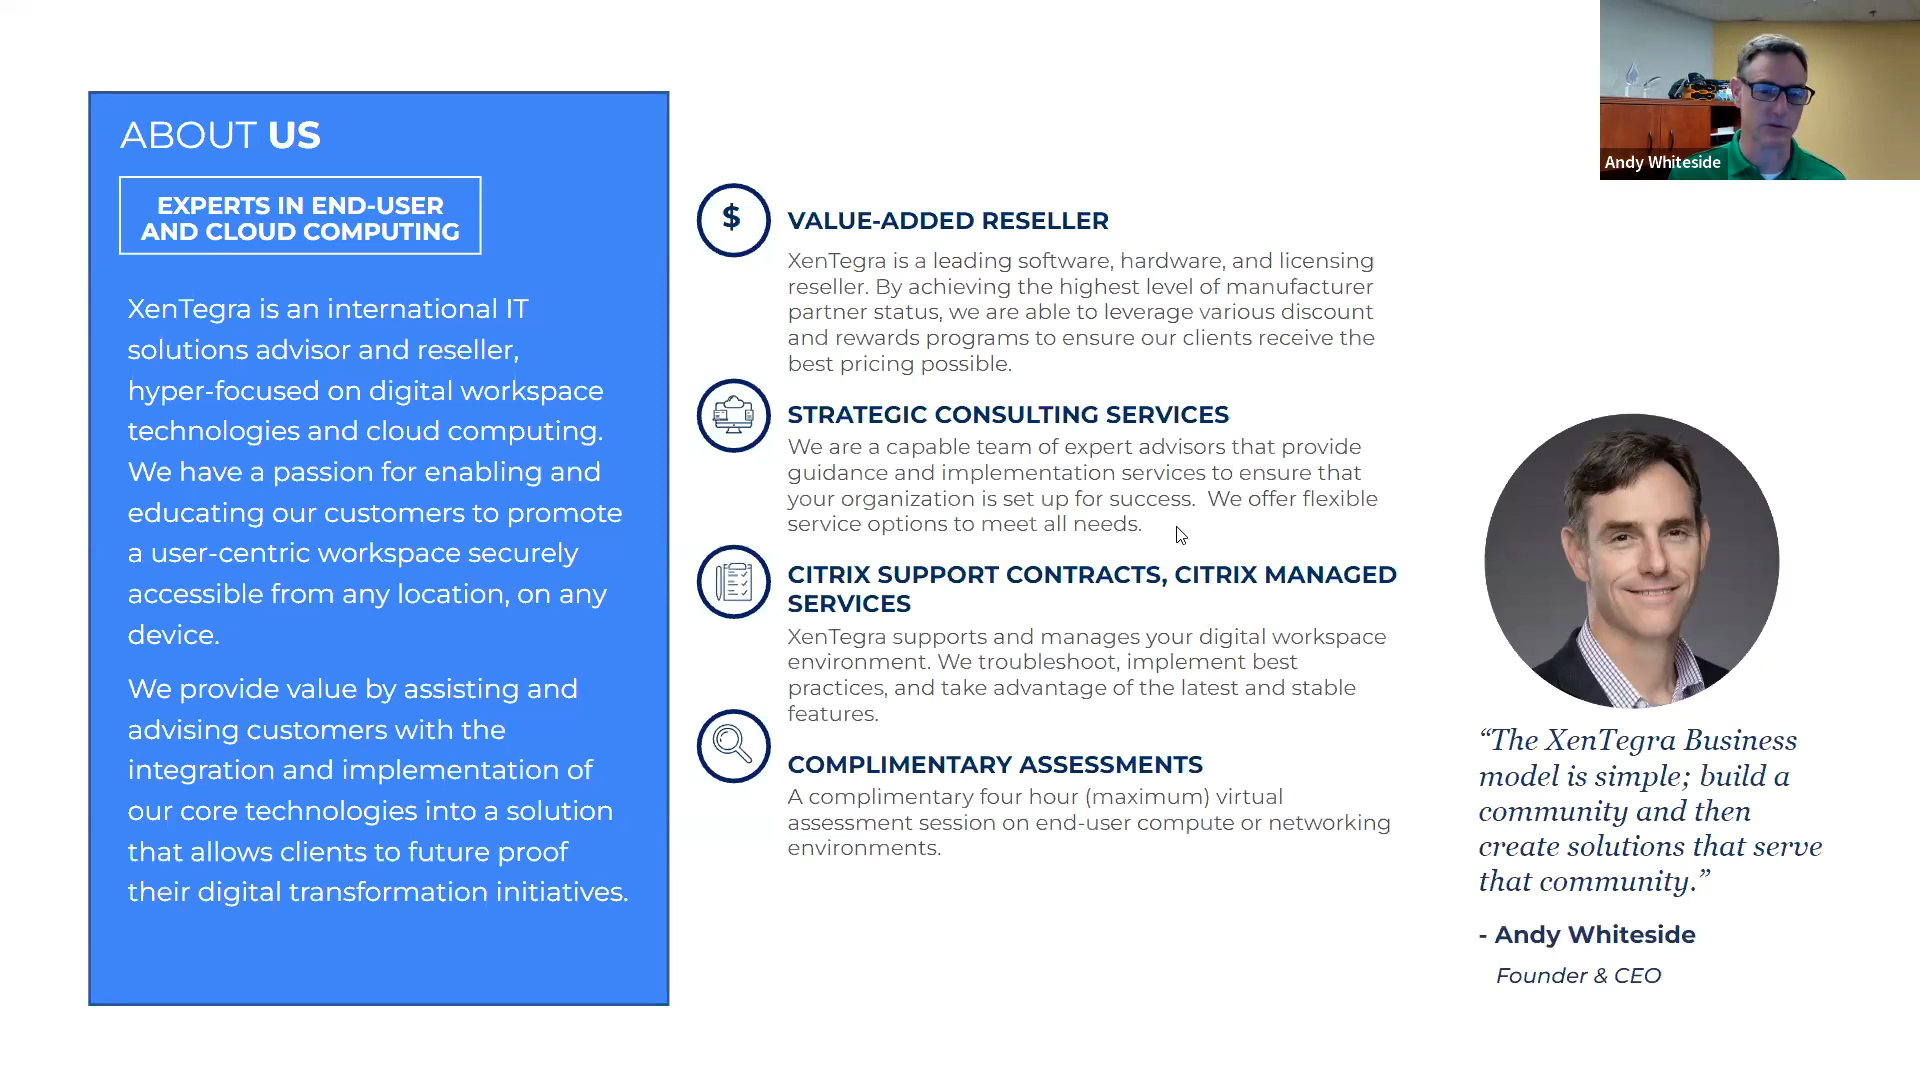 ABOUT US
EXPERTS IN END-USER
AND CLOUD COMPUTING
XenTegra is an international IT
solutions advisor and reseller,
hyper-focused on digital workspace
technologies and cloud computing.
We have a passion for enabling and
educating our customers to promote
a user-centric workspace securely
accessible from any location, on any
device.
We provide value by assisting and
advising customers with the
integration and implementation of
our core technologies into a solution
that allows clients to future proof
their digital transformation initiatives.
$
VALUE-ADDED RESELLER
XenTegra is a leading software, hardware, and licensing
reseller. By achieving the highest level of manufacturer
partner status, we are able to leverage various discount
and rewards programs to ensure our clients receive the
best pricing possible.
STRATEGIC CONSULTING SERVICES
We are a capable team of expert advisors that provide
guidance and implementation services to ensure that
your organization is set up for success.  We offer flexible
service options to meet all needs.
CITRIX SUPPORT CONTRACTS, CITRIX MANAGED
SERVICES
XenTegra supports and manages your digital workspace
environment. We troubleshoot, implement best
practices, and take advantage of the latest and stable
features.
COMPLIMENTARY ASSESSMENTS
A complimentary four hour (maximum) virtual
assessment session on end-user compute or networking
environments.
Andy Whiteside
“The XenTegra Business
model is simple; build a
community and then
create solutions that serve
that community.”
- Andy Whiteside
Founder & CEO